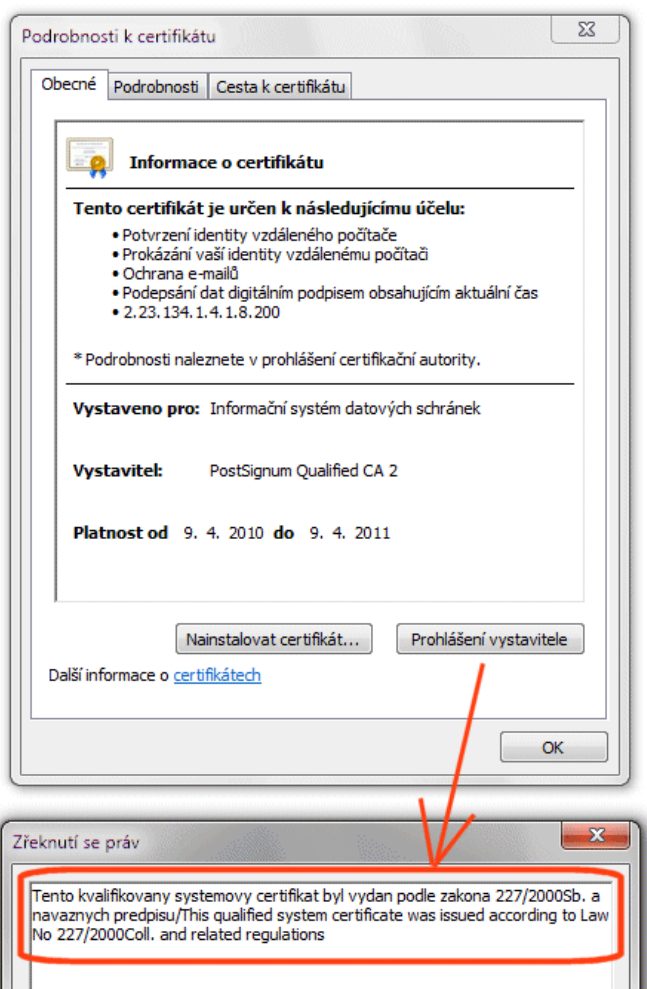 Podrobnosti k certifikátu
Obecné
Podrobnosti
Cesta k certifikátu
Informace o certifikátu
Tento certifikát je určen k následujícímu účelu:
• Potvrzení identity vzdáleného počítače
• Prokázání vaší identity vzdálenému počítači
• Ochrana e-mailů
• Podepsání dat digitálním podpisem obsahujícím aktuální čas
• 2.23.134.1.4.1.8.200
* Podrobnosti naleznete v prohlášení certifikační autority.
Vystaveno pro: Informační systém datových schránek
Vystavitel: PostSignum Qualified CA 2
Platnost od 9. 4. 2010 do 9. 4. 2011
Nainstalovat certifikát...
Prohlášení vystavitele
Další informace o certifikátech
OK
Zřeknutí se práv
Tento kvalifikovany systemovy certifikat byl vydan podle zakona 227/2000Sb. a
navaznych predpisu/This qualified system certificate was issued according to Law
No 227/2000Coll. and related regulations